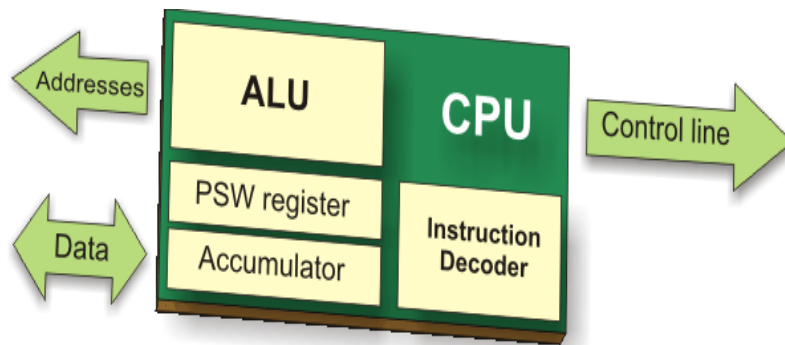 Addresses
ALU
CPU
Control line
PSW register
Instruction
Decoder
Data
Accumulator